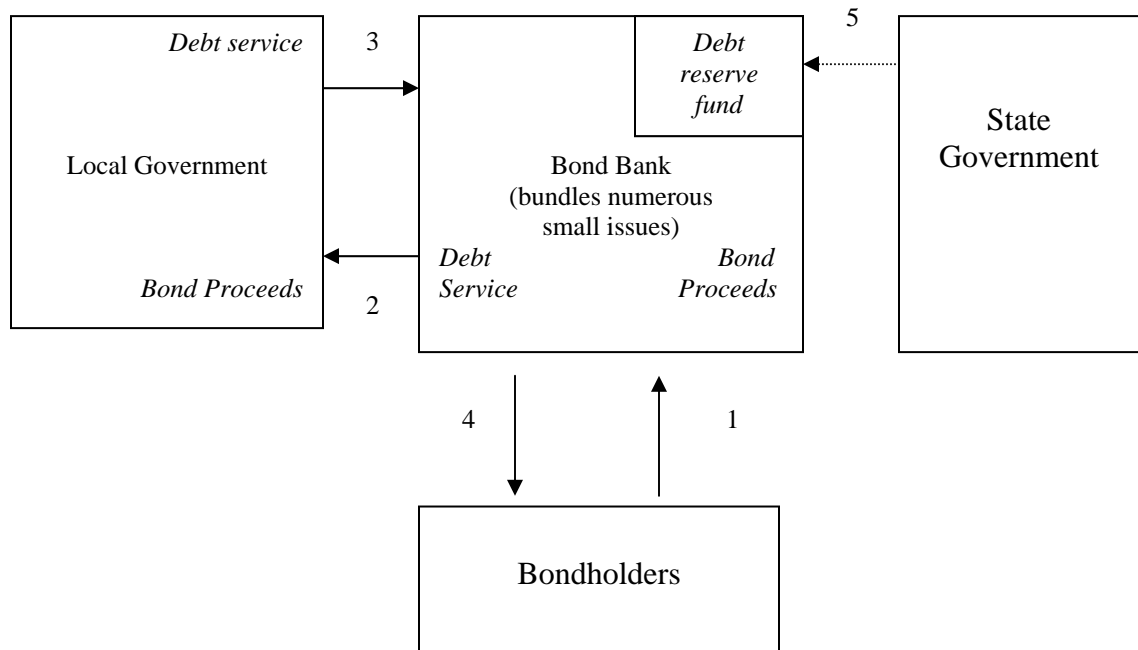 Debt service
3
Local Government
Bond Proceeds
2
Debt
reserve
fund
Bond Bank
(bundles numerous
small issues)
Debt
Service
Bond
Proceeds
5
State
Government
4
1
Bondholders